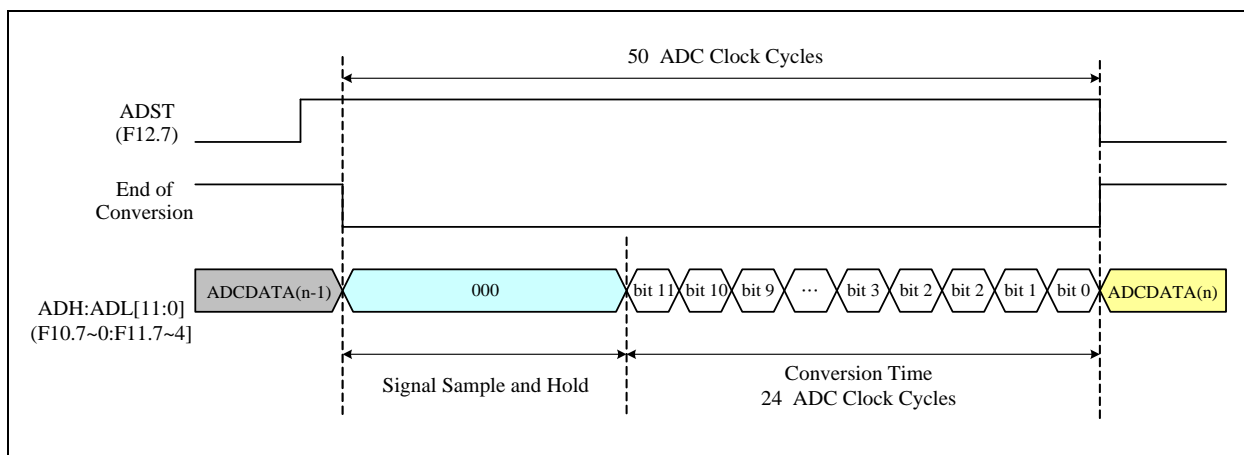 50 ADC Clock Cycles
ADST
(F12.7)
End of
Conversion
ADH:ADL[11:0]
(F10.7~0:F11.7~4]
ADCDATA(n-1)
000
bit 11
bit 10
bit 9
...
bit 3
bit 2
bit 2
bit 1
bit 0
ADCDATA(n)
Signal Sample and Hold
Conversion Time
24 ADC Clock Cycles